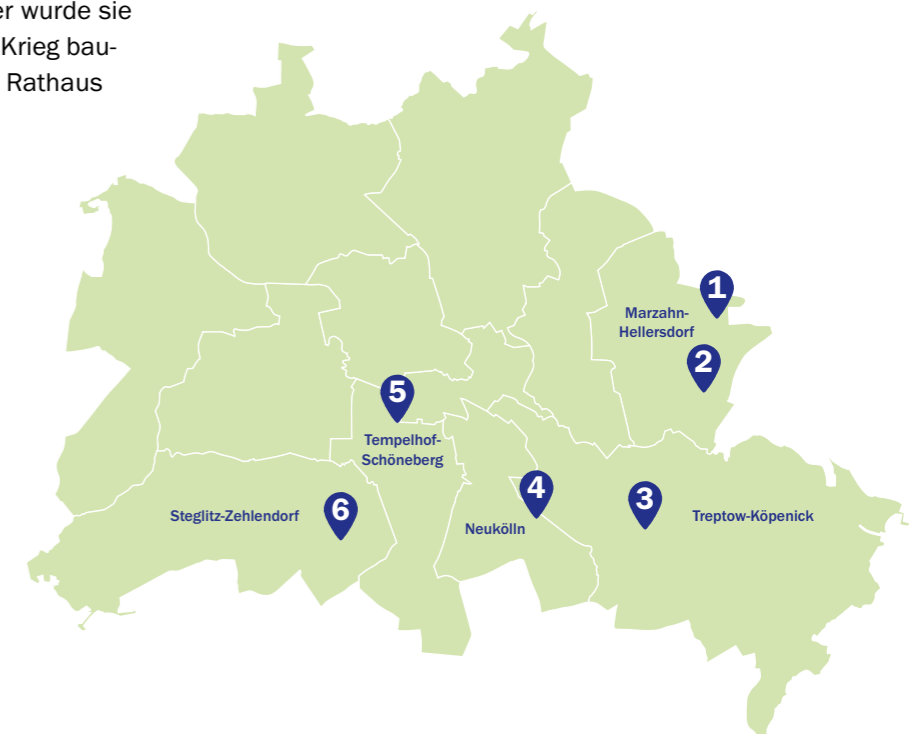 er wurde sie
Krieg bau-
Rathaus
1
Marzahn-
Hellersdorf
2
5
Tempelhof-
Schöneberg
4
3
6
Steglitz-Zehlendorf
Neukölln
Treptow-Köpenick